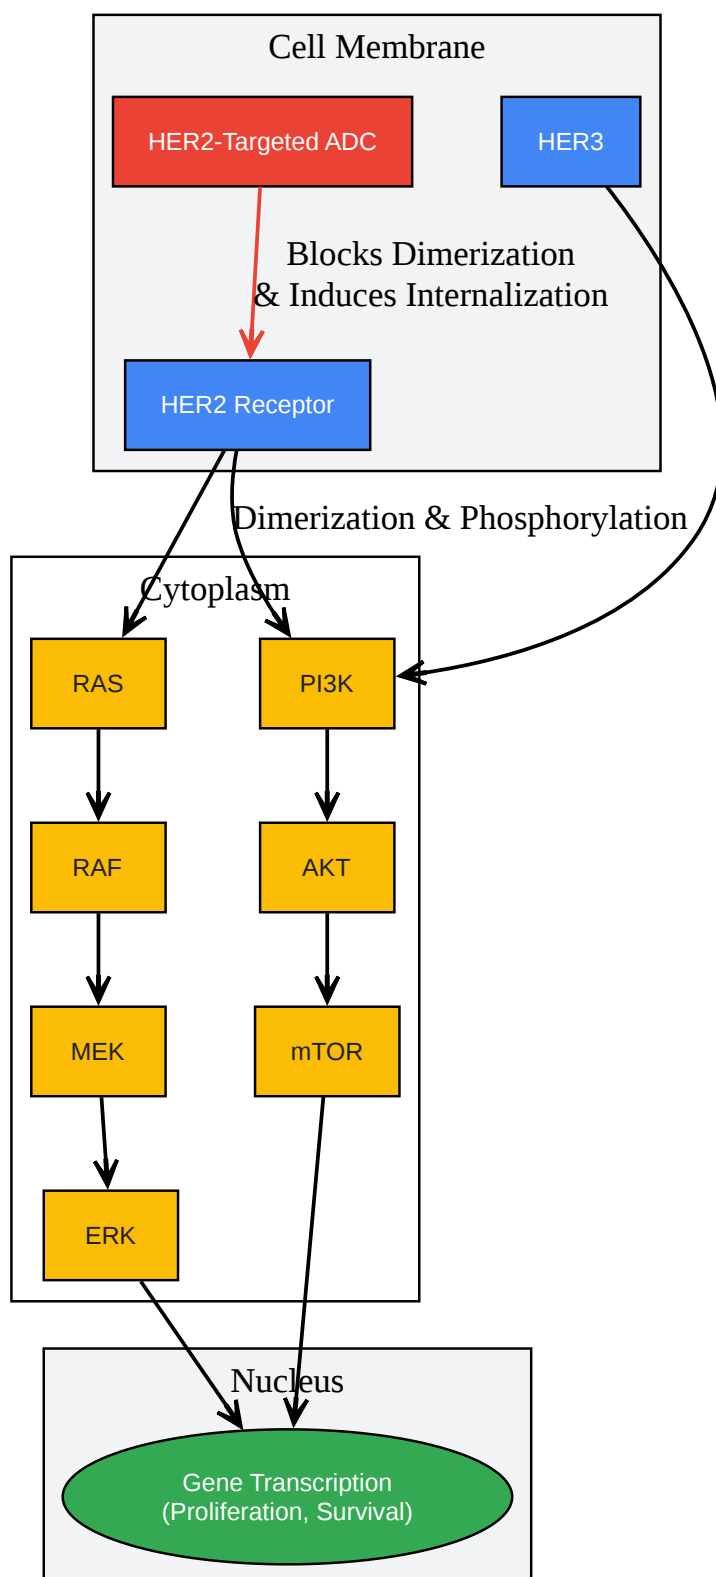 Cell Membrane
HER2-Targeted ADC
HER3
Blocks Dimerization
& Induces Internalization
HER2 Receptor
Dimerization & Phosphorylation
Cytoplasm
RAS
PI3K
RAF
AKT
MEK
mTOR
ERK
Nucleus
Gene Transcription
(Proliferation, Survival)